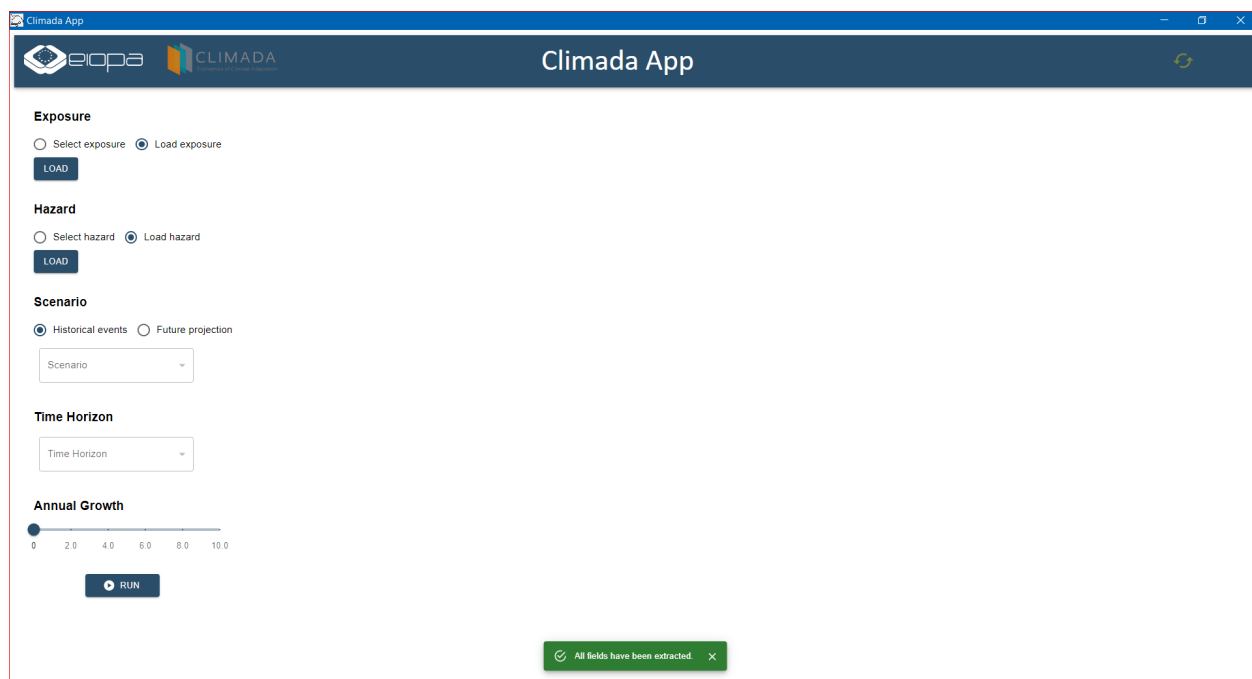 Climada App
eiopa
CLIMADA
Climada App
Exposure
Select exposure Load exposure
LOAD
Hazard
Select hazard Load hazard
LOAD
Scenario
Historical events Future projection
Scenario
Time Horizon
Time Horizon
Annual Growth
0 2.0 4.0 6.0 8.0 10.0
RUN
All fields have been extracted.